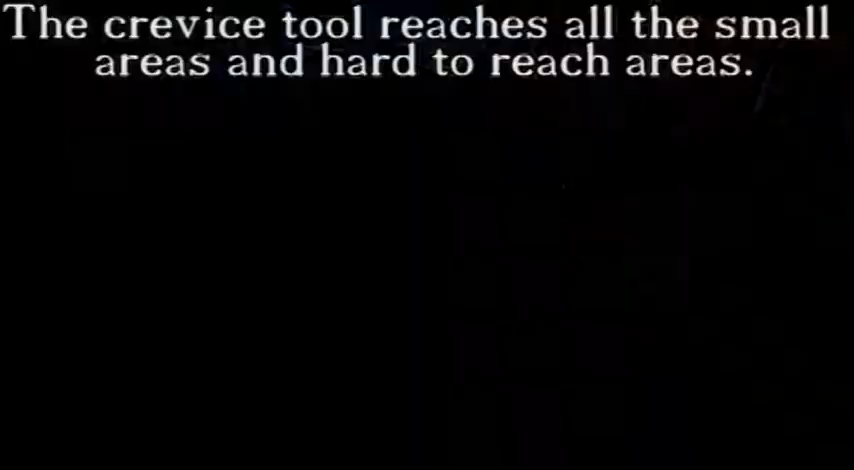 The crevice tool reaches all the small
areas and hard to reach areas.